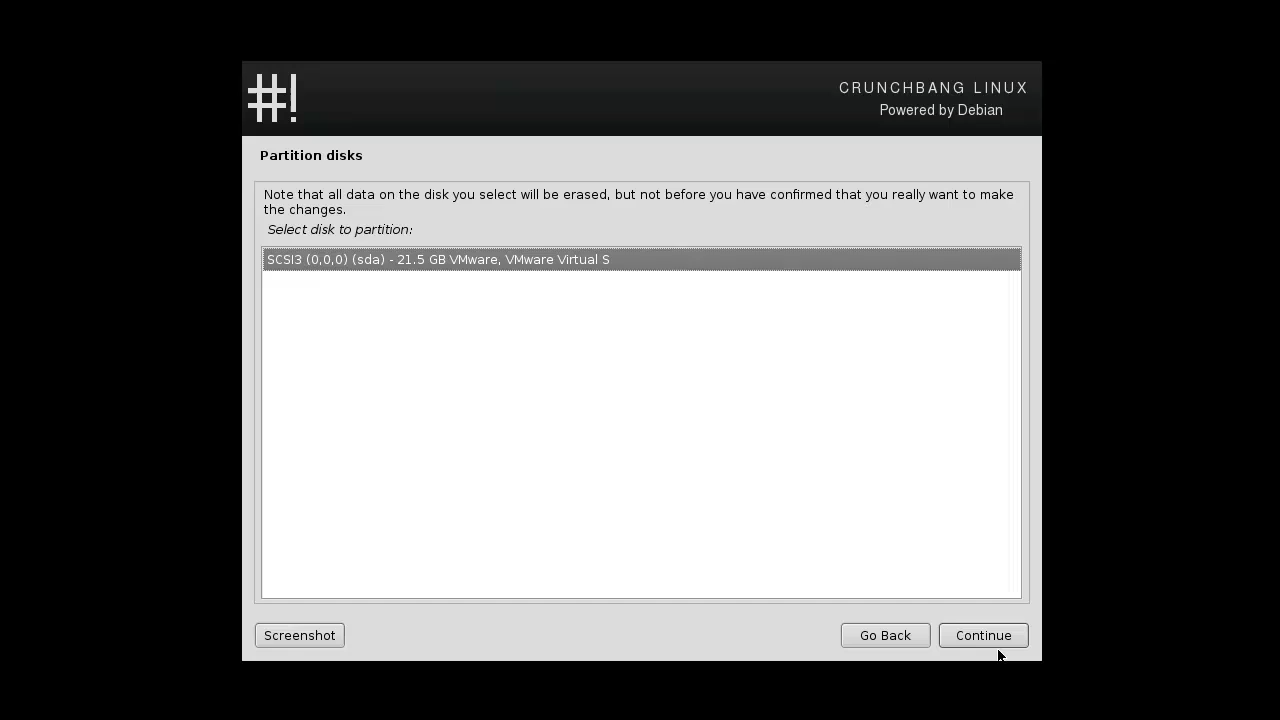 #!
CRUNCHBANG LINUX
Powered by Debian
Partition disks
Note that all data on the disk you select will be erased, but not before you have confirmed that you really want to make
the changes.
Select disk to partition:
SCSI3 (0,0,0) (sda) - 21.5 GB VMware, VMware Virtual S
Screenshot
Go Back
Continue